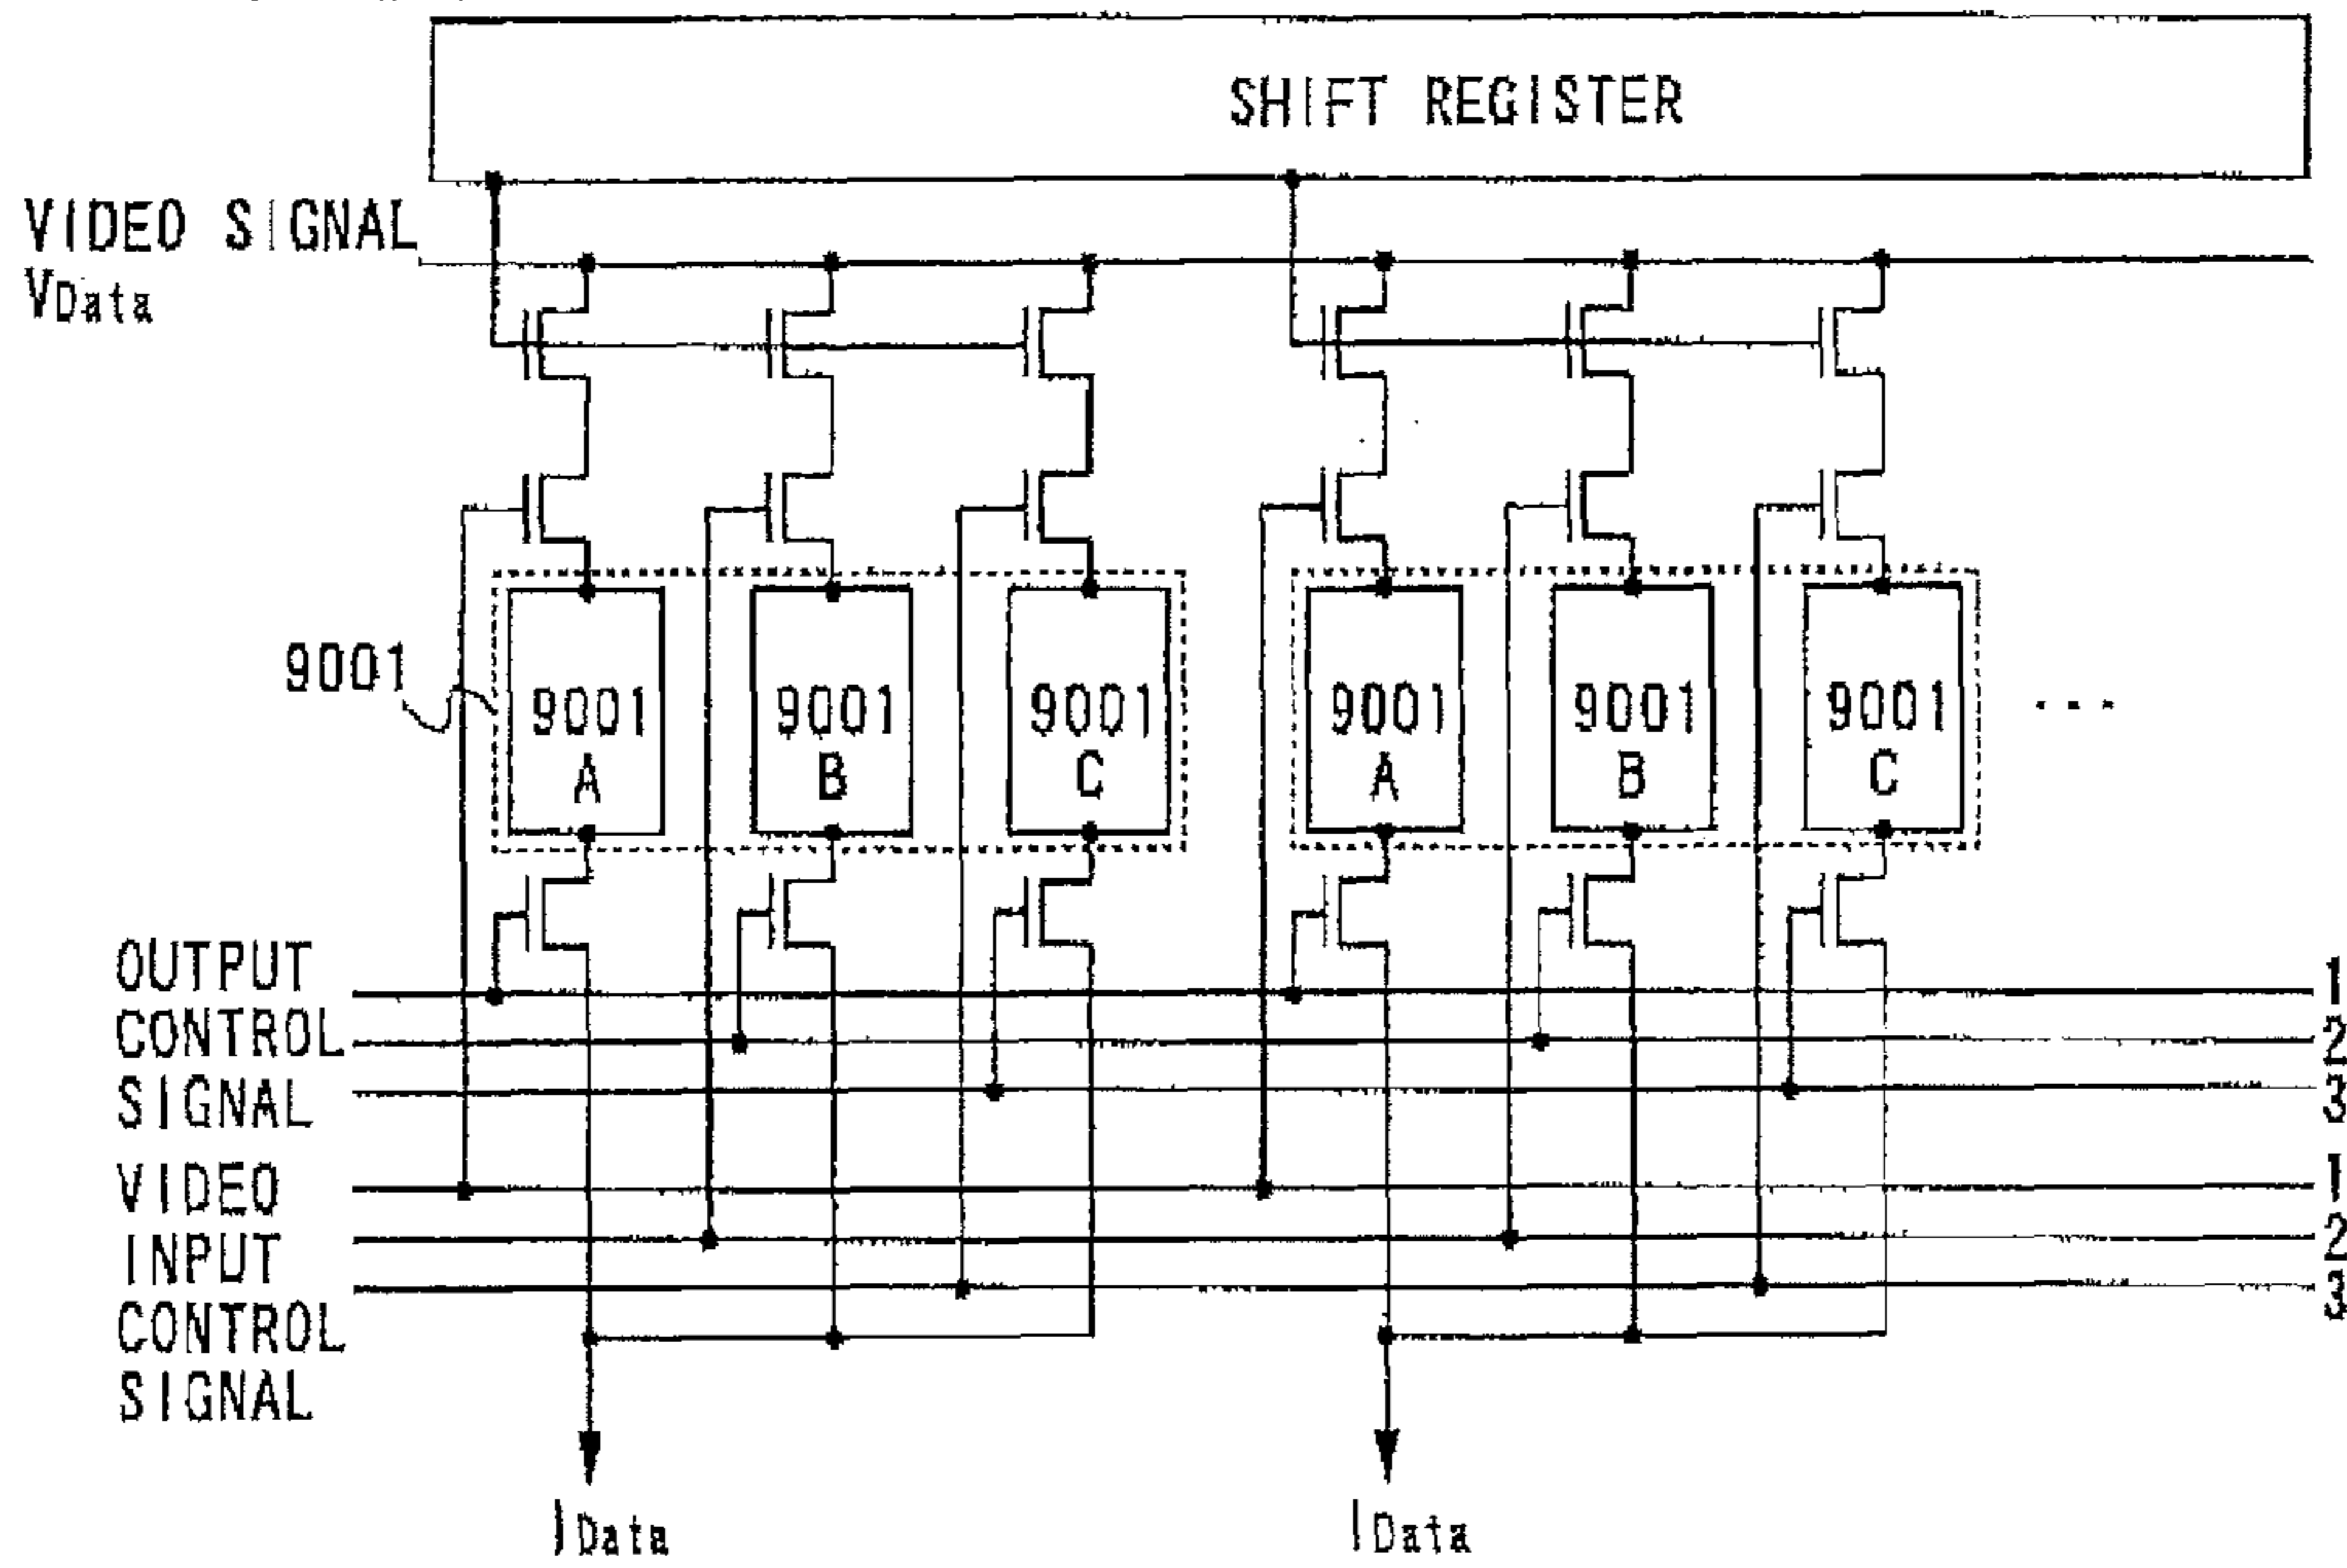 SHIFT REGISTER
VIDEO SIGNAL
VData
9001
9001 A
9001 B
9001 C
9001 A
9001 B
9001 C
...
OUTPUT
CONTROL
SIGNAL
1
2
3
VIDEO
INPUT
CONTROL
SIGNAL
1
2
3
IData
IData